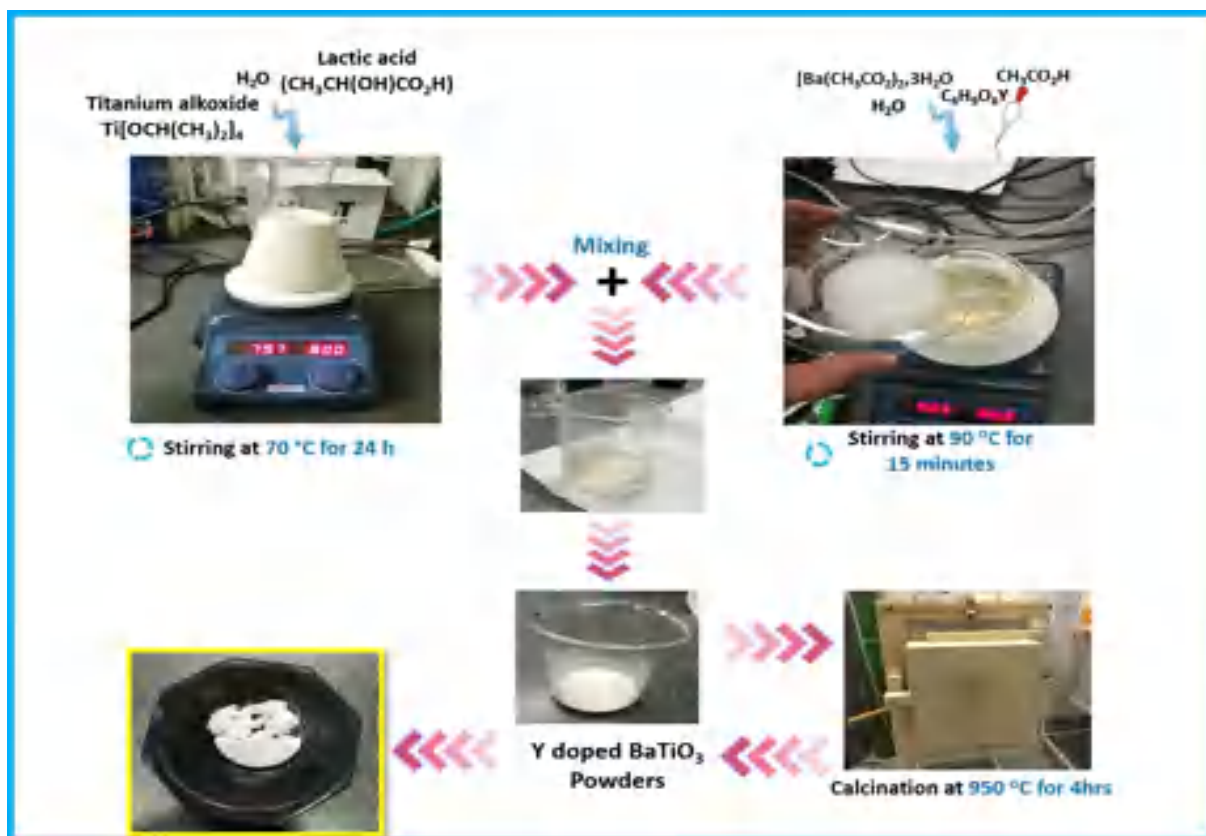 Lactic acid
H₂O (CH₃CH(OH)CO₂H)
Titanium alkoxide
Ti[OCH(CH₃)₂]₄
[Ba(CH₃CO₂)₂,3H₂O CH₃CO₂H
H₂O C₆H₉O₆Y
Mixing
+
Stirring at 70 °C for 24 h
Stirring at 90 °C for
15 minutes
Y doped BaTiO₃
Powders
Calcination at 950 °C for 4hrs